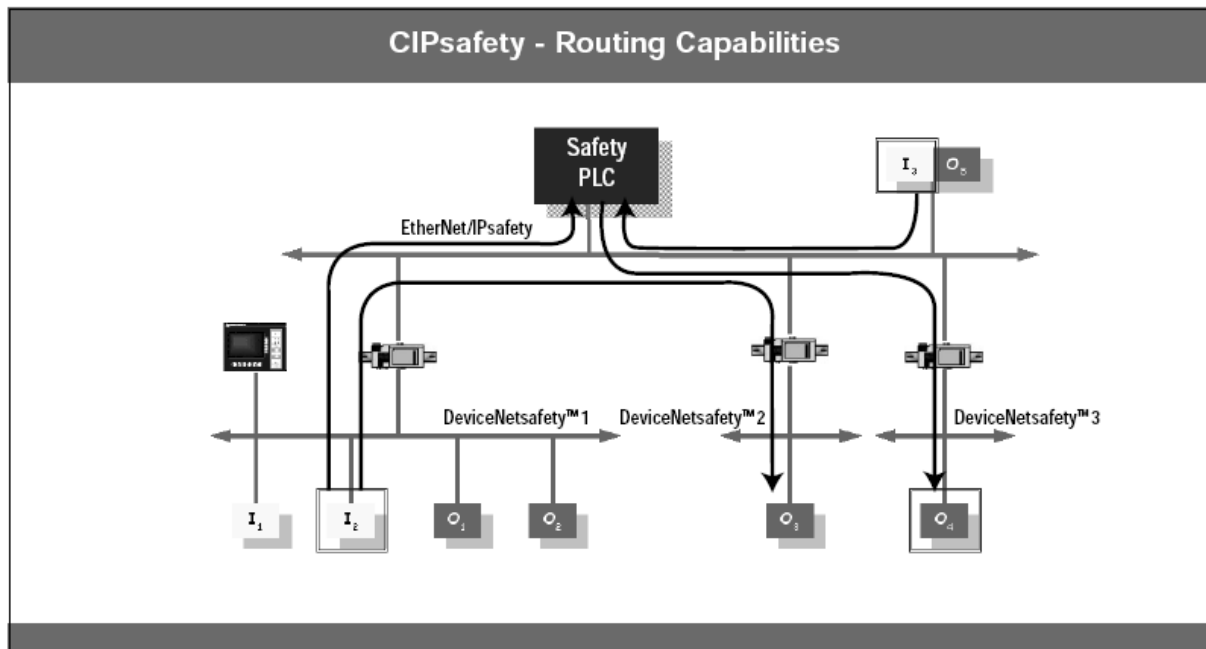 CIPsafety - Routing Capabilities
Safety
PLC
I₃ O₅
EtherNet/IPsafety
DeviceNetsafety™1
DeviceNetsafety™2
DeviceNetsafety™3
I₁
I₂
O₁
O₂
O₃
O₄